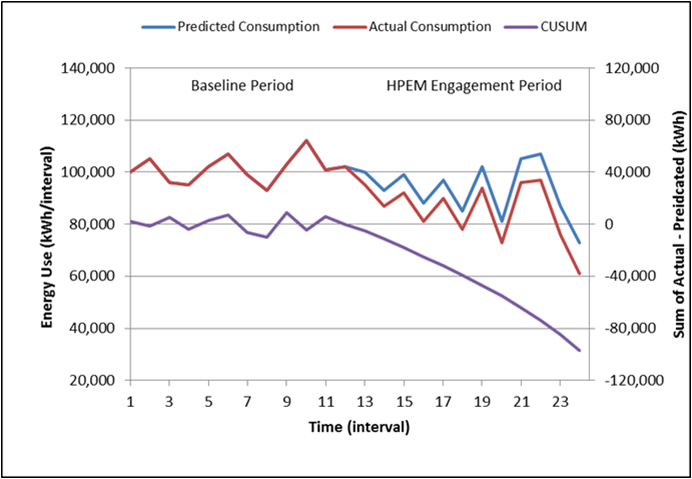 Predicted Consumption Actual Consumption CUSUM
Baseline Period HPEM Engagement Period
Energy Use (kWh/interval)
140,000
120,000
100,000
80,000
60,000
40,000
20,000
120,000
80,000
40,000
0
-40,000
-80,000
-120,000
Sum of Actual - Preidcated (kWh)
1 3 5 7 9 11 13 15 17 19 21 23
Time (interval)